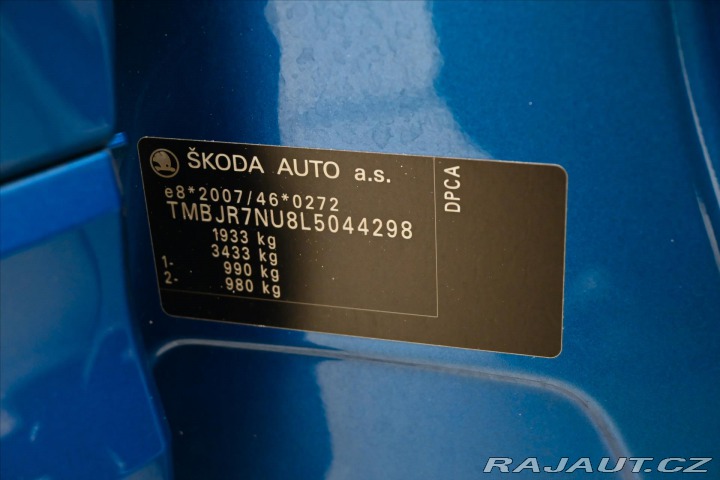 ŠKODA AUTO a.s.
e8*2007/46*0272
TMBJR7NU8L5044298
1933 kg
3433 kg
1- 990 kg
2- 980 kg
DPCA
RAJAUT.CZ